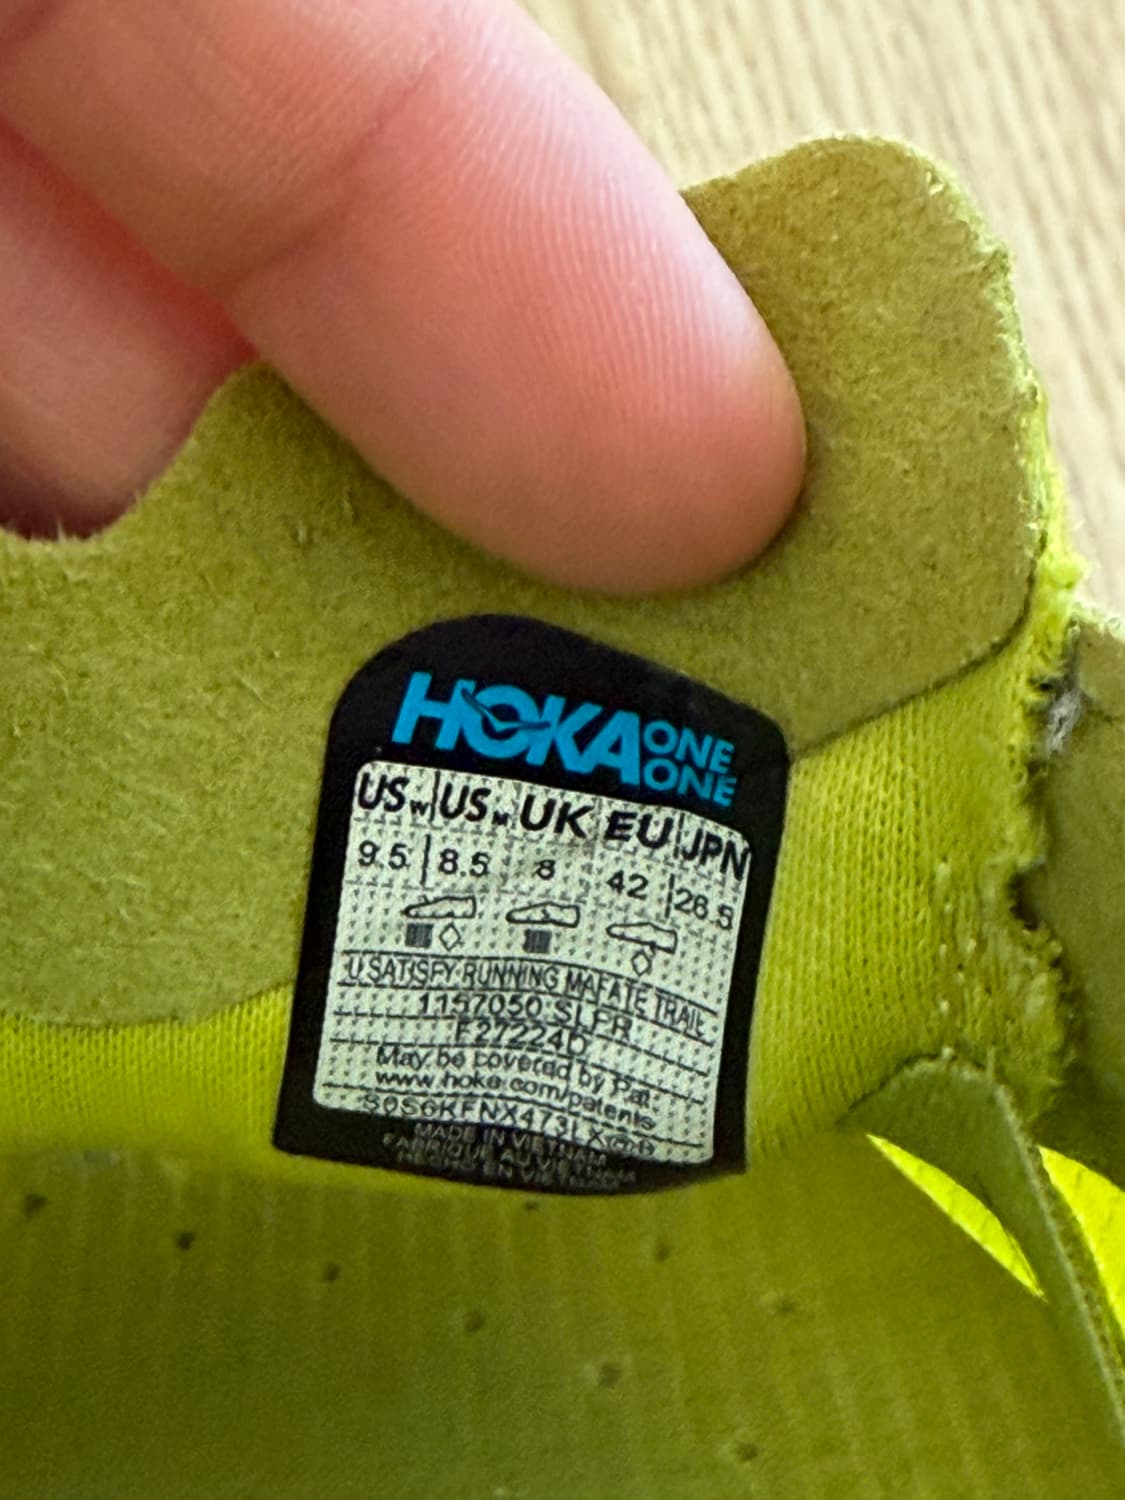 HOKA ONE ONE
US W US M UK EU JPN
9.5 8.5 8 42 26.5
U SATISFY RUNNING MAFATE TRAIL
1157050 SLPR
F27224D
May be covered by Pat:
www.hoka.com/patents
MADE IN VIETNAM
FABRIQUÉ AU VIETNAM
HECHO EN VIETNAM